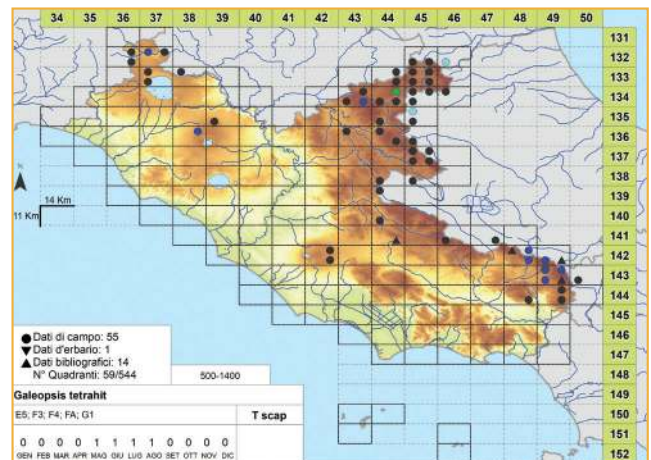 34 35 36 37 38 39 40 41 42 43 44 45 46 47 48 49 50
131
132
133
134
135
136
137
138
139
140
141
142
143
144
145
146
147
148
149
150
151
152
N
14 Km
11 Km
Dati di campo: 55
Dati d'erbario: 1
Dati bibliografici: 14
N° Quadranti: 59/544
500-1400
Galeopsis tetrahit
E5; F3; F4; FA; G1
T scap
0 0 0 0 1 1 1 1 0 0 0 0
GEN FEB MAR APR MAG GIU LUG AGO SET OTT NOV DIC